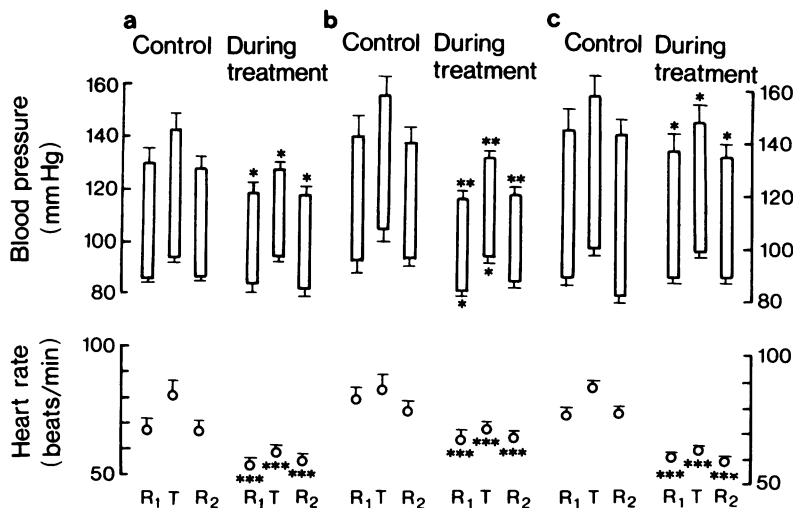 a b c
Control During treatment Control During treatment Control During treatment
Blood pressure (mm Hg)
160 160
140 140
120 120
100 100
80 80
* * *
** ** **
* *
* * *
Heart rate (beats/min)
100 100
50 50
*** *** ***
*** *** ***
*** *** ***
R1 T R2 R1 T R2 R1 T R2 R1 T R2 R1 T R2 R1 T R2